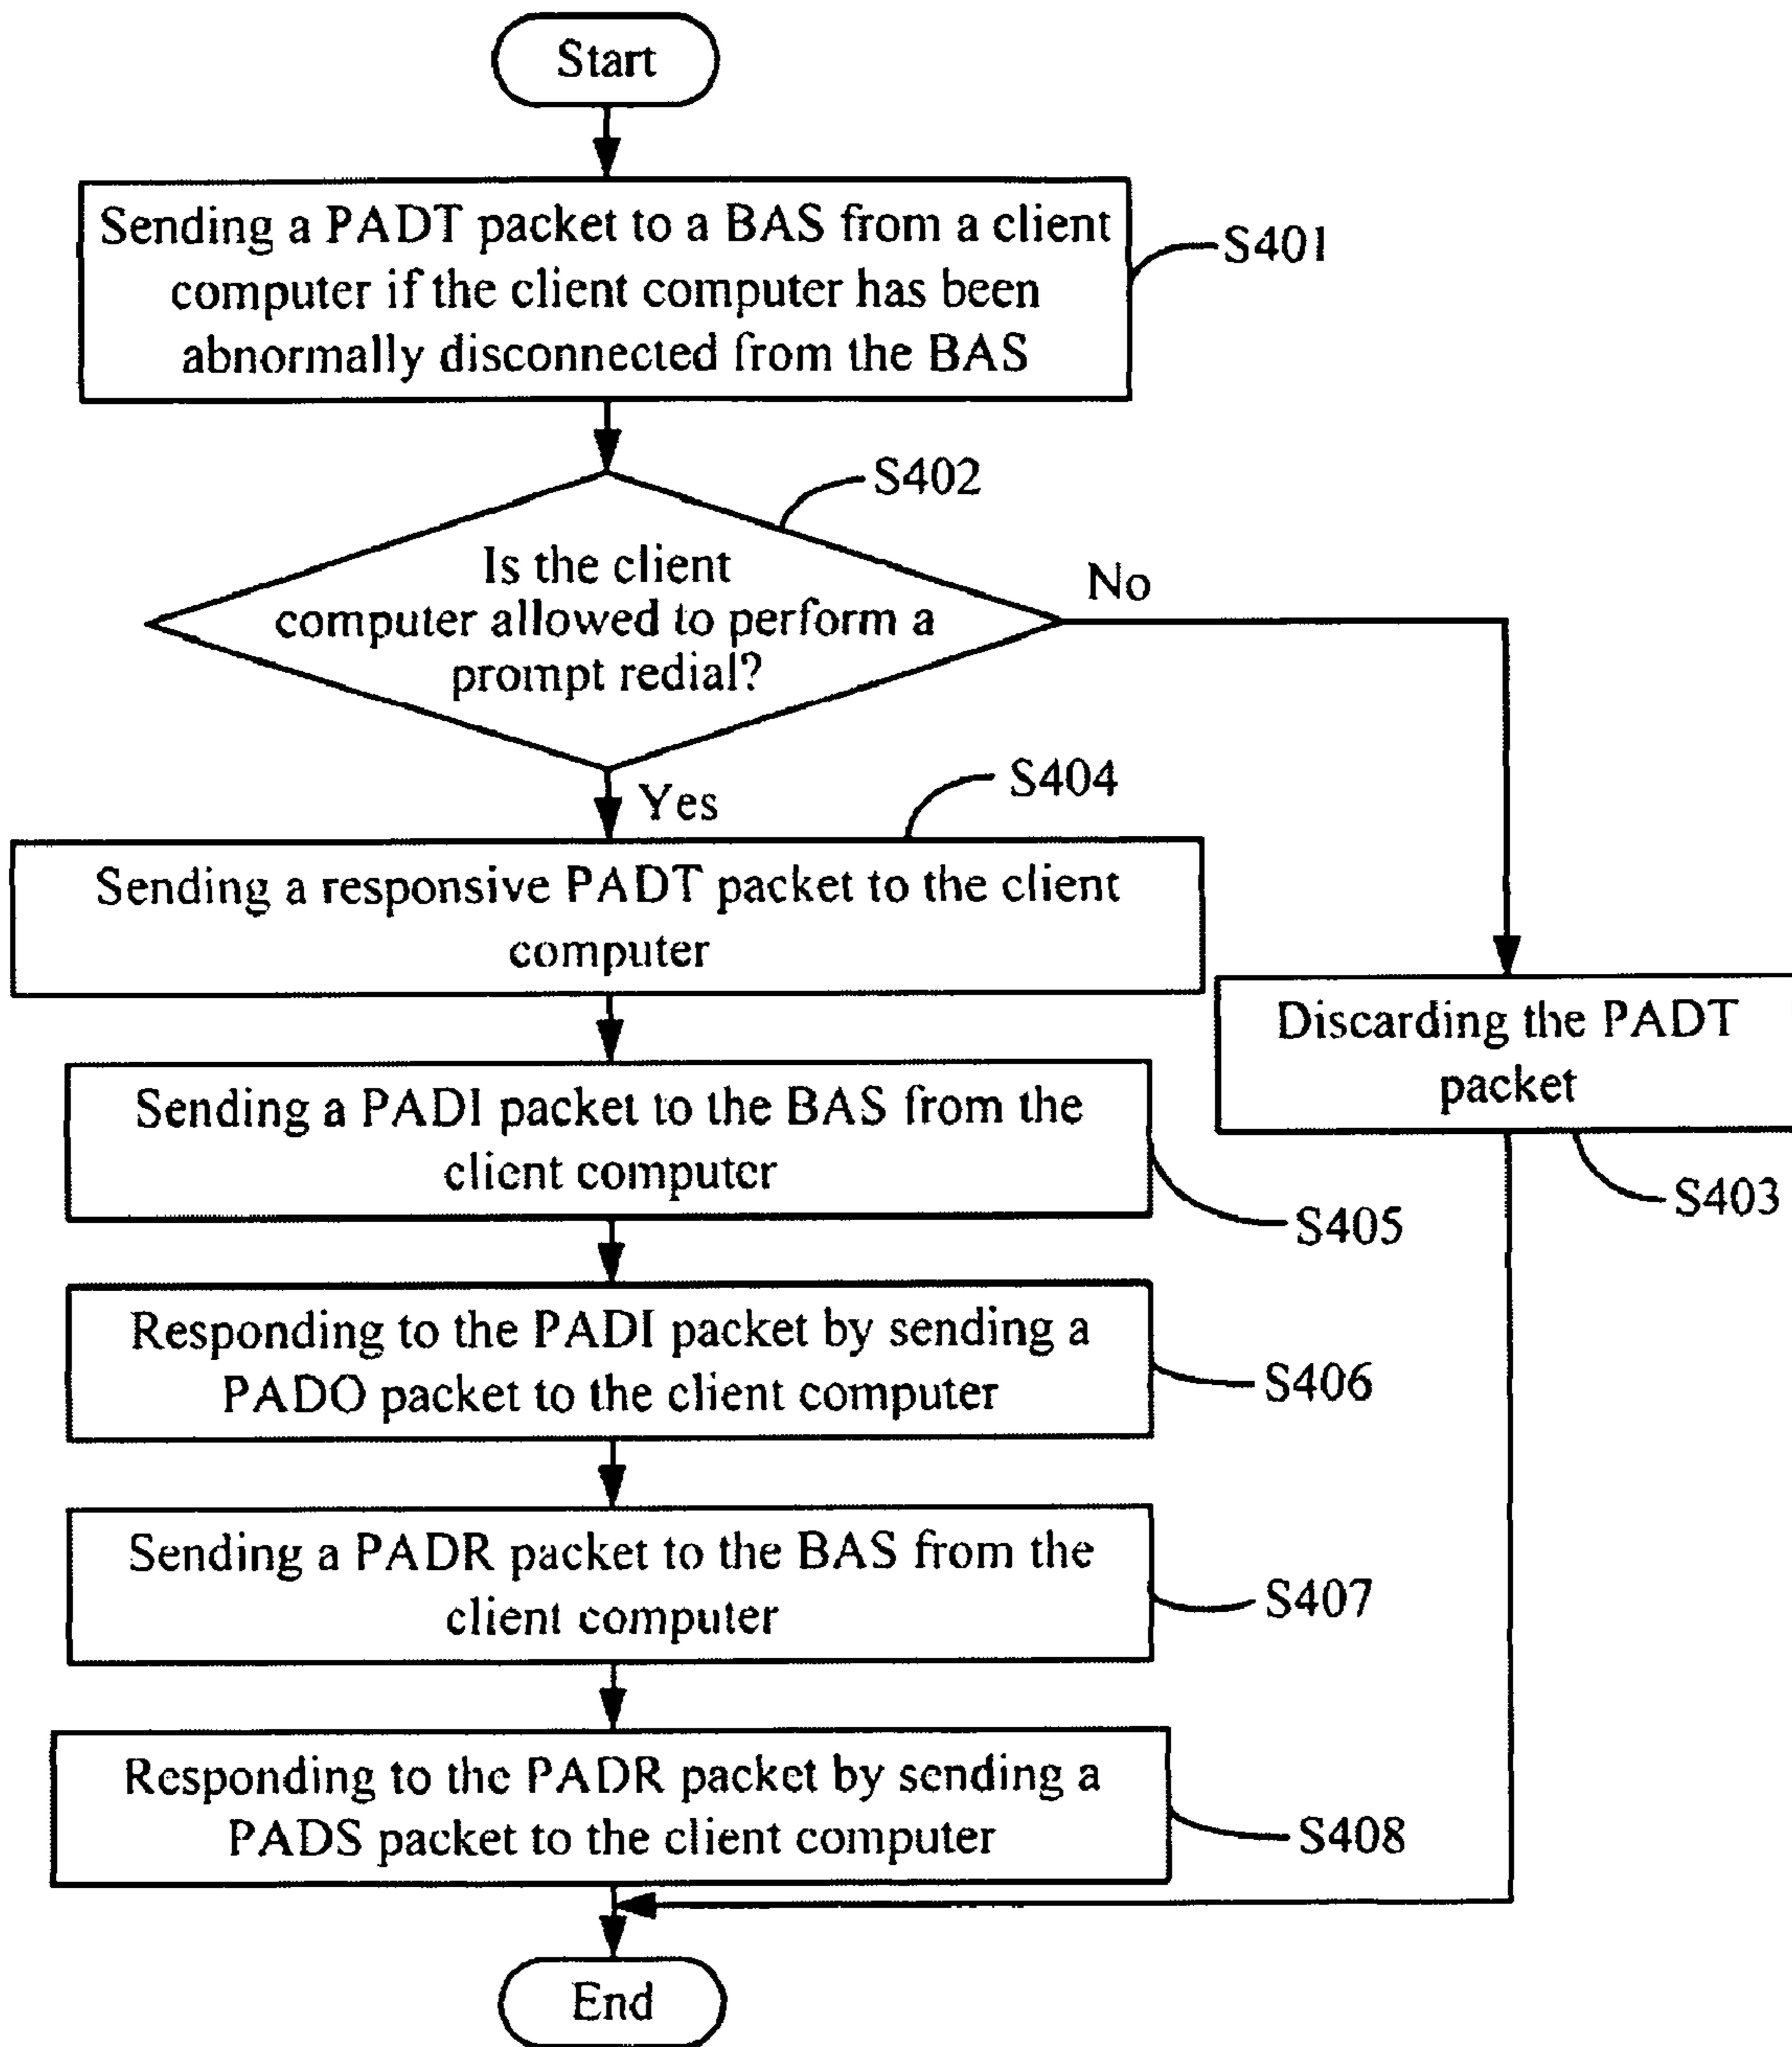 Start
Sending a PADT packet to a BAS from a client
computer if the client computer has been
abnormally disconnected from the BAS
S401
S402
Is the client
computer allowed to perform a
prompt redial?
No
Yes
S404
Sending a responsive PADT packet to the client
computer
Discarding the PADT
packet
S403
Sending a PADI packet to the BAS from the
client computer
S405
Responding to the PADI packet by sending a
PADO packet to the client computer
S406
Sending a PADR packet to the BAS from the
client computer
S407
Responding to the PADR packet by sending a
PADS packet to the client computer
S408
End